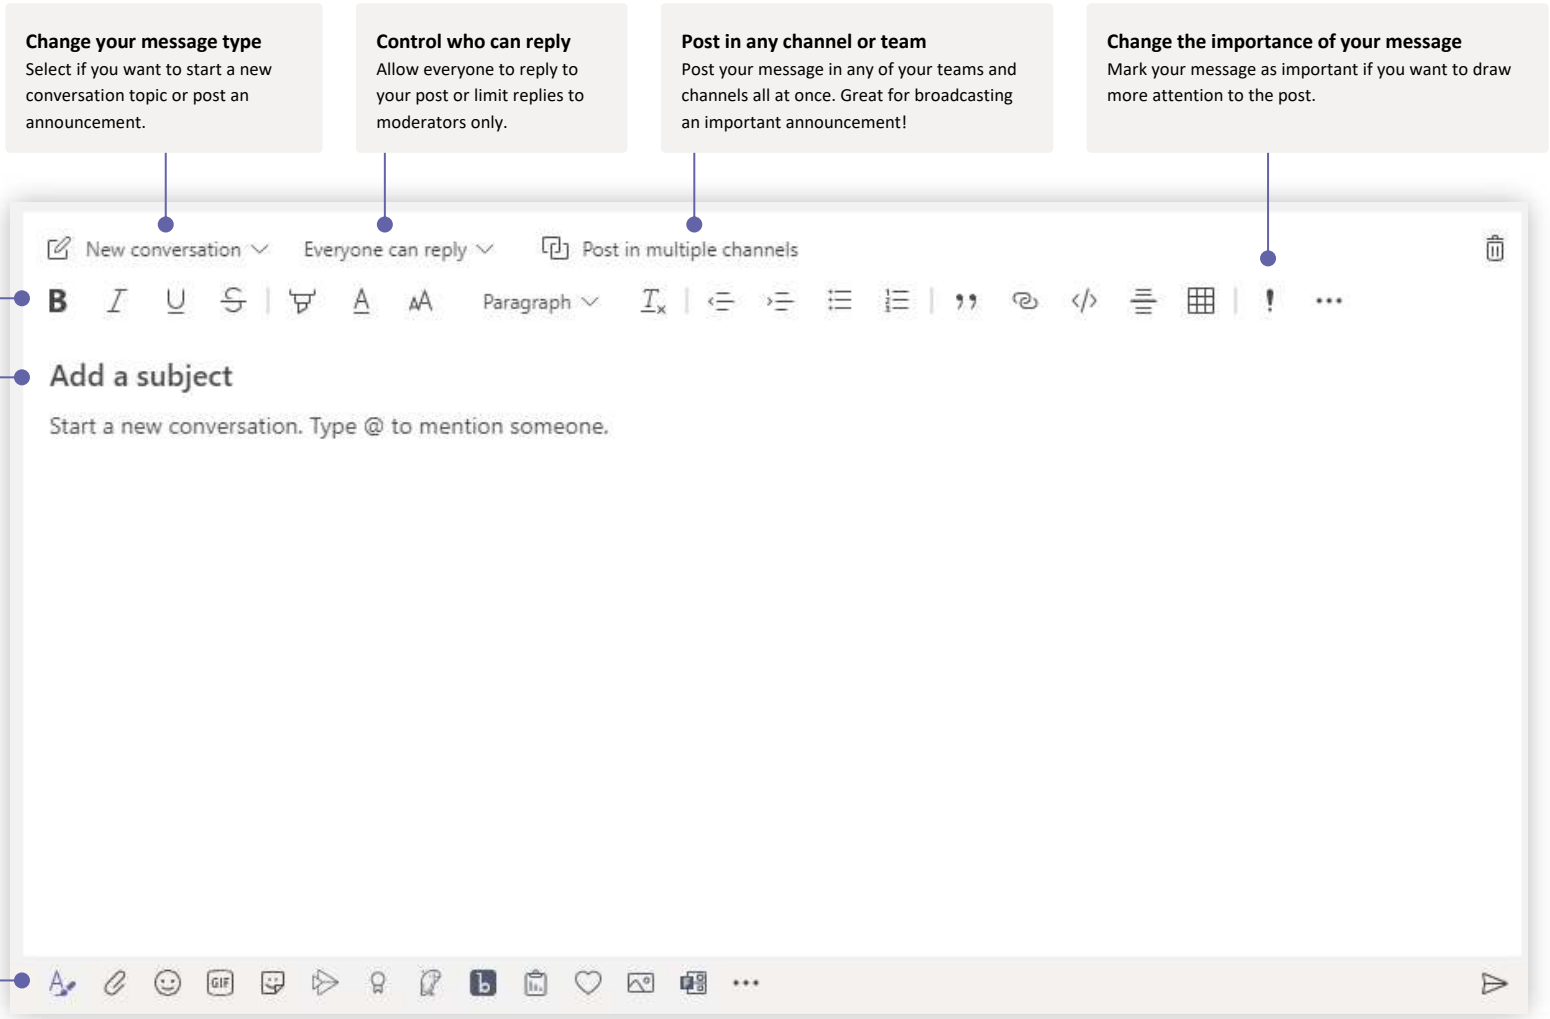 Change your message type
Select if you want to start a new
conversation topic or post an
announcement.
Control who can reply
Allow everyone to reply to
your post or limit replies to
moderators only.
Post in any channel or team
Post your message in any of your teams and
channels all at once. Great for broadcasting
an important announcement!
Change the importance of your message
Mark your message as important if you want to draw
more attention to the post.
New conversation
Everyone can reply
Post in multiple channels
B I U S A AA Paragraph Tx </> !
Add a subject
Start a new conversation. Type @ to mention someone.
A GIF b